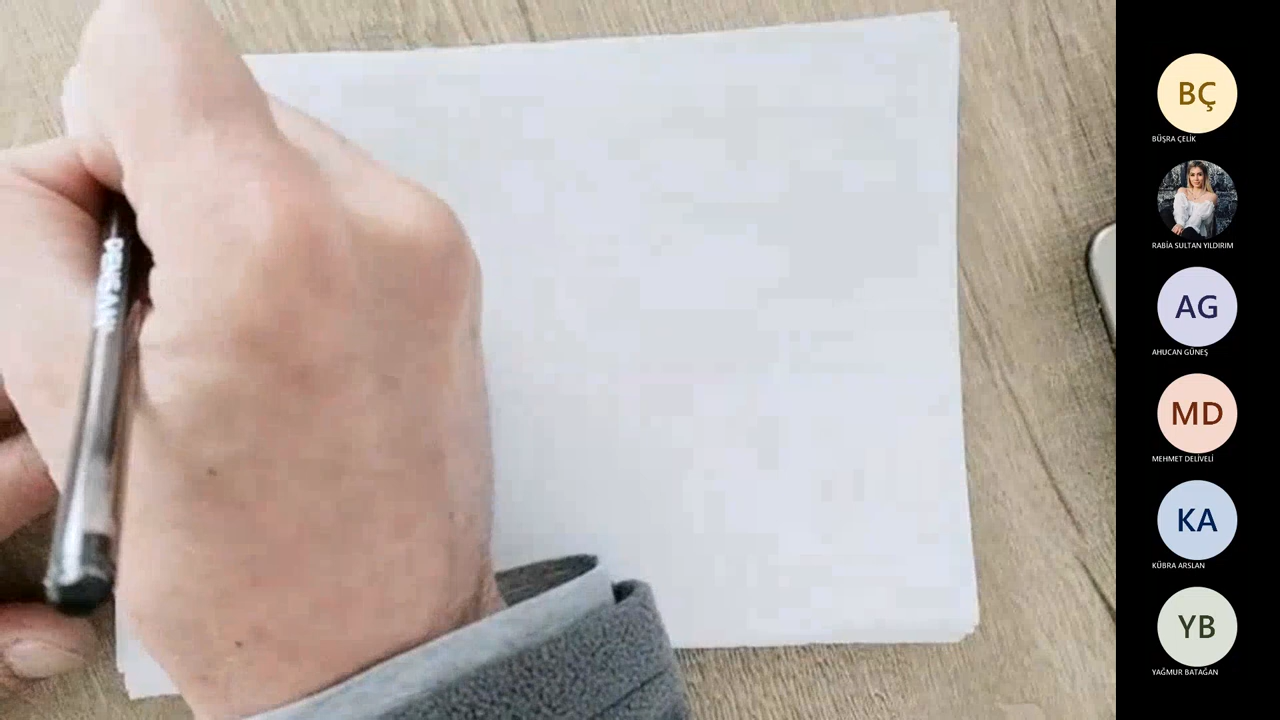 BÇ
BÜŞRA ÇELİK
RABİA SULTAN YILDIRIM
AG
AHUCAN GÜNEŞ
MD
MEHMET DELİVELİ
KA
KÜBRA ARSLAN
YB
YAĞMUR BATAĞAN